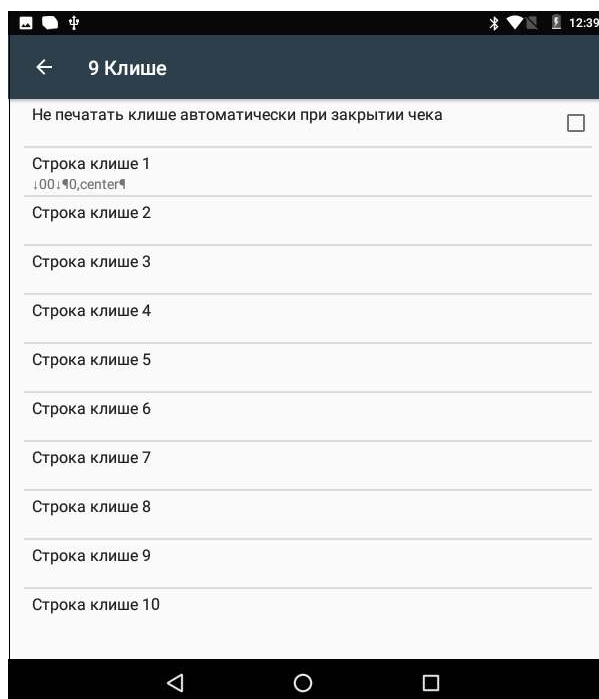 12:39
9 Клише
Не печатать клише автоматически при закрытии чека
Строка клише 1
↓00↓¶0,center¶
Строка клише 2
Строка клише 3
Строка клише 4
Строка клише 5
Строка клише 6
Строка клише 7
Строка клише 8
Строка клише 9
Строка клише 10